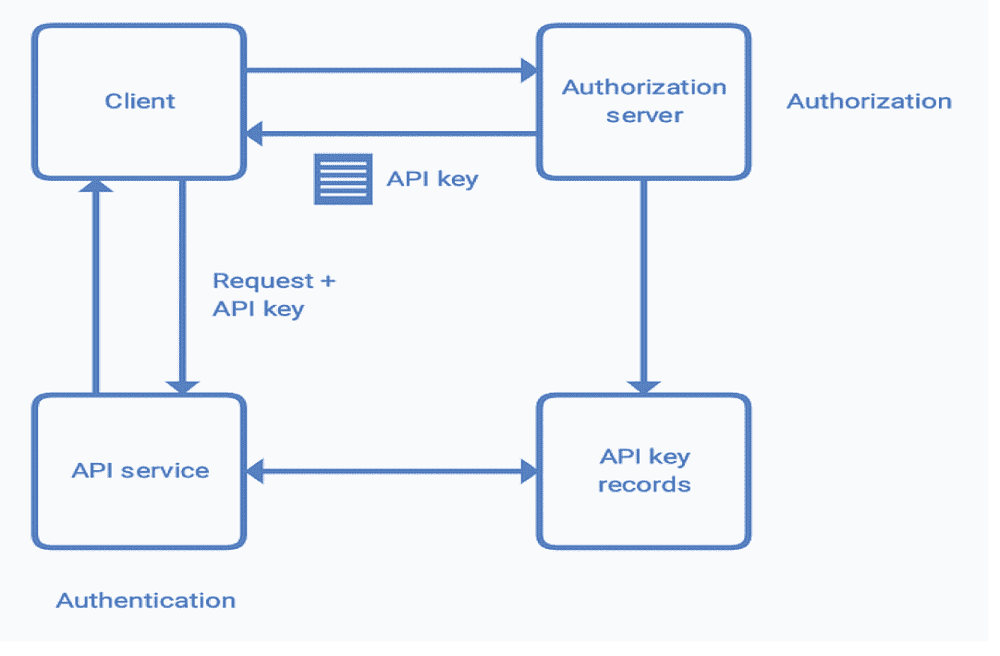 Client
Authorization
server
Authorization
API key
Request +
API key
API service
API key
records
Authentication